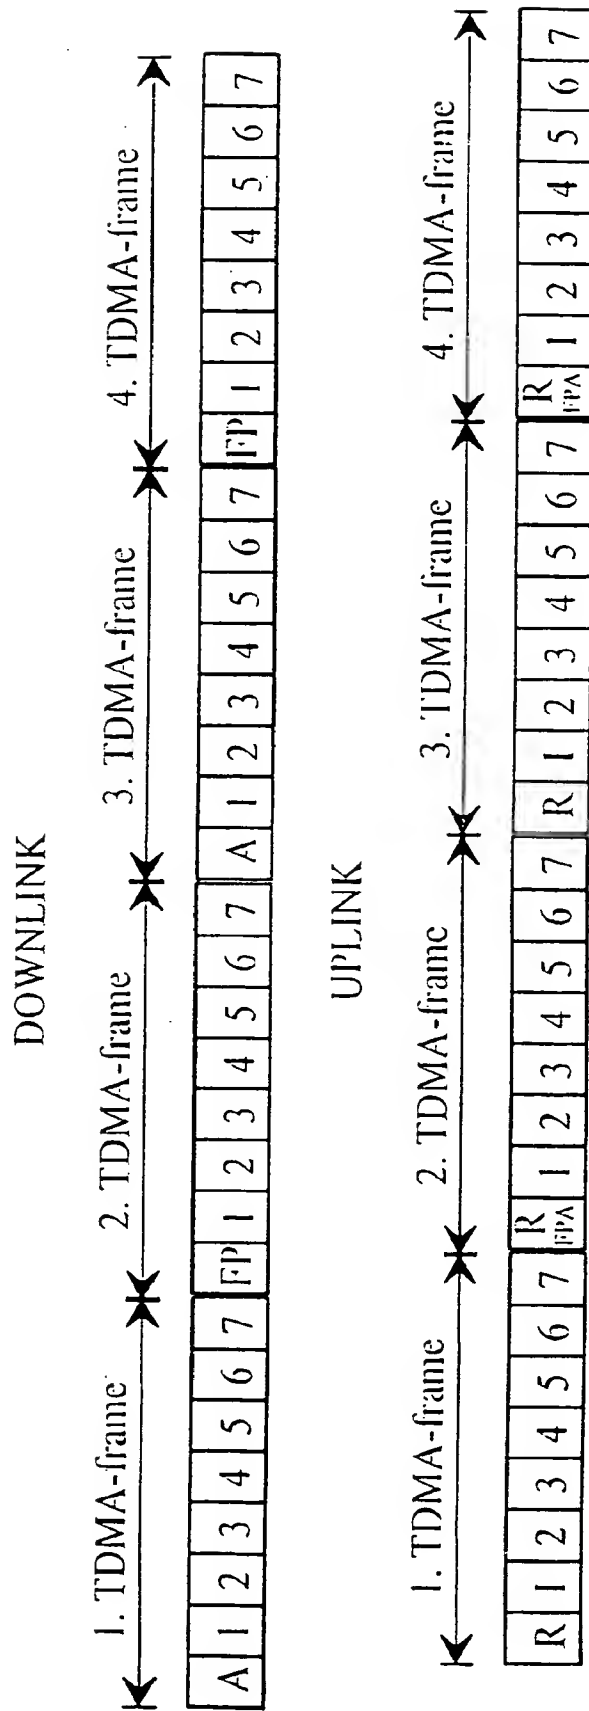 DOWNLINK
1. TDMA-frame 2. TDMA-frame 3. TDMA-frame 4. TDMA-frame
A 1 2 3 4 5 6 7 FP 1 2 3 4 5 6 7 A 1 2 3 4 5 6 7 FP 1 2 3 4 5 6 7
UPLINK
1. TDMA-frame 2. TDMA-frame 3. TDMA-frame 4. TDMA-frame
R 1 2 3 4 5 6 7 R FPA 1 2 3 4 5 6 7 R 1 2 3 4 5 6 7 R FPA 1 2 3 4 5 6 7